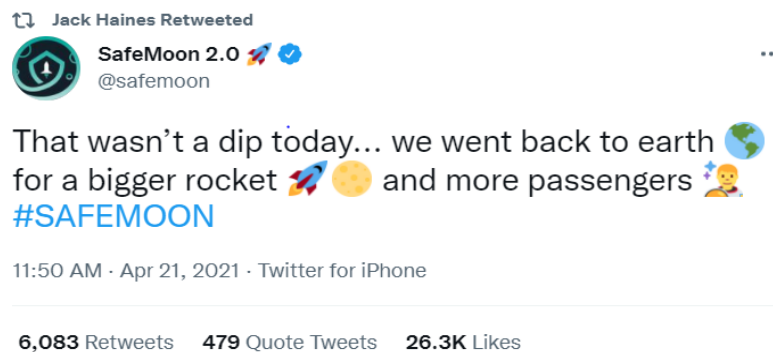 Jack Haines Retweeted
SafeMoon 2.0 🚀
@safemoon
That wasn't a dip today... we went back to earth 🌎
for a bigger rocket 🚀🌕 and more passengers 👨‍🚀
#SAFEMOON
11:50 AM · Apr 21, 2021 · Twitter for iPhone
6,083 Retweets 479 Quote Tweets 26.3K Likes